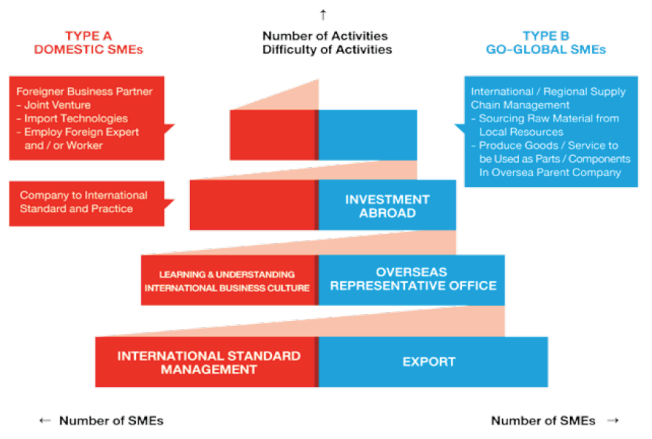 ↑
Number of Activities
Difficulty of Activities
TYPE A
DOMESTIC SMEs
TYPE B
GO-GLOBAL SMEs
Foreigner Business Partner
- Joint Venture
- Import Technologies
- Employ Foreign Expert
and / or Worker
International / Regional Supply
Chain Management
- Sourcing Raw Material from
Local Resources
- Produce Goods / Service to
be Used as Parts / Components
In Oversea Parent Company
Company to International
Standard and Practice
INVESTMENT
ABROAD
LEARNING & UNDERSTANDING
INTERNATIONAL BUSINESS CULTURE
OVERSEAS
REPRESENTATIVE OFFICE
INTERNATIONAL STANDARD
MANAGEMENT
EXPORT
← Number of SMEs
Number of SMEs →